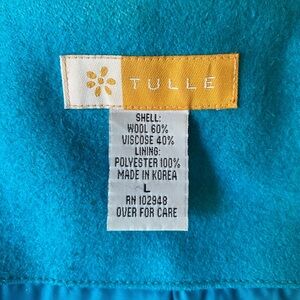 TULLE
SHELL:
WOOL 60%
VISCOSE 40%
LINING:
POLYESTER 100%
MADE IN KOREA
L
RN 102948
OVER FOR CARE